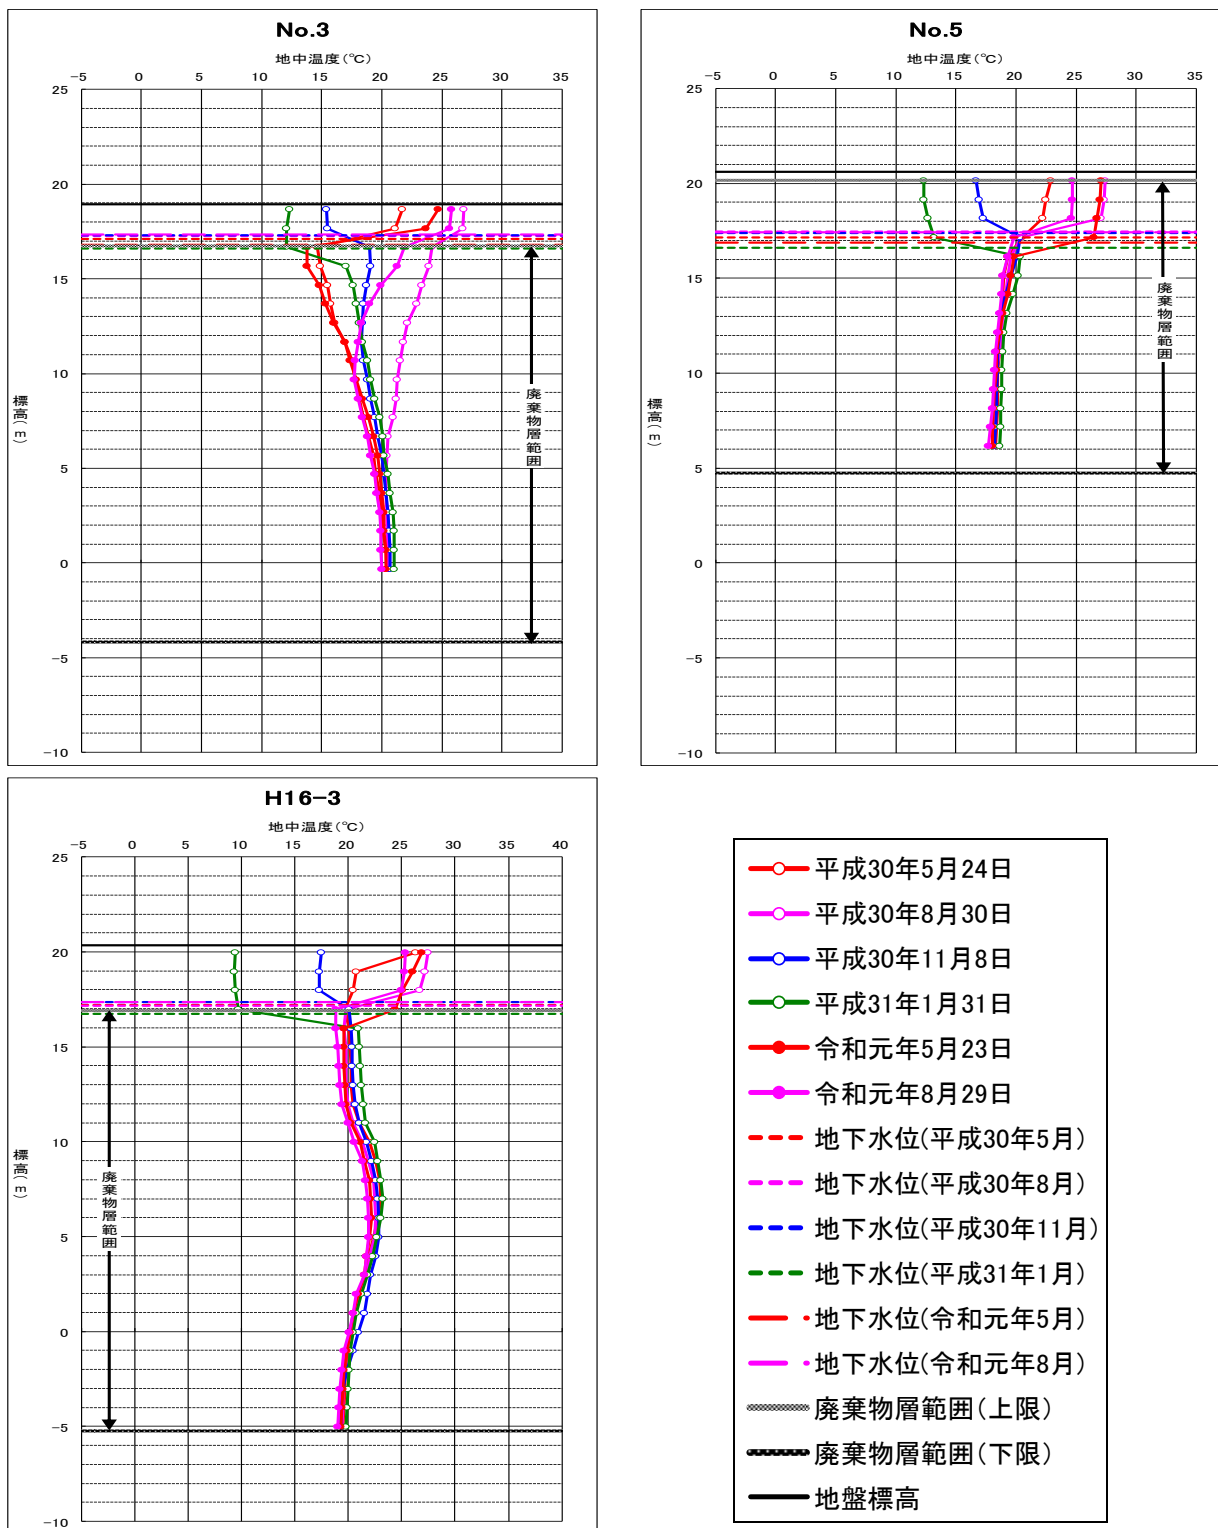 No.3
地中温度(℃)
-5 0 5 10 15 20 25 30 35
25
20
15
10
5
0
-5
-10
標高(m)
廃棄物層範囲
No.5
地中温度(℃)
-5 0 5 10 15 20 25 30 35
25
20
15
10
5
0
-5
-10
標高(m)
廃棄物層範囲
H16-3
地中温度(℃)
-5 0 5 10 15 20 25 30 35 40
25
20
15
10
5
0
-5
-10
標高(m)
廃棄物層範囲
平成30年5月24日
平成30年8月30日
平成30年11月8日
平成31年1月31日
令和元年5月23日
令和元年8月29日
地下水位(平成30年5月)
地下水位(平成30年8月)
地下水位(平成30年11月)
地下水位(平成31年1月)
地下水位(令和元年5月)
地下水位(令和元年8月)
廃棄物層範囲(上限)
廃棄物層範囲(下限)
地盤標高